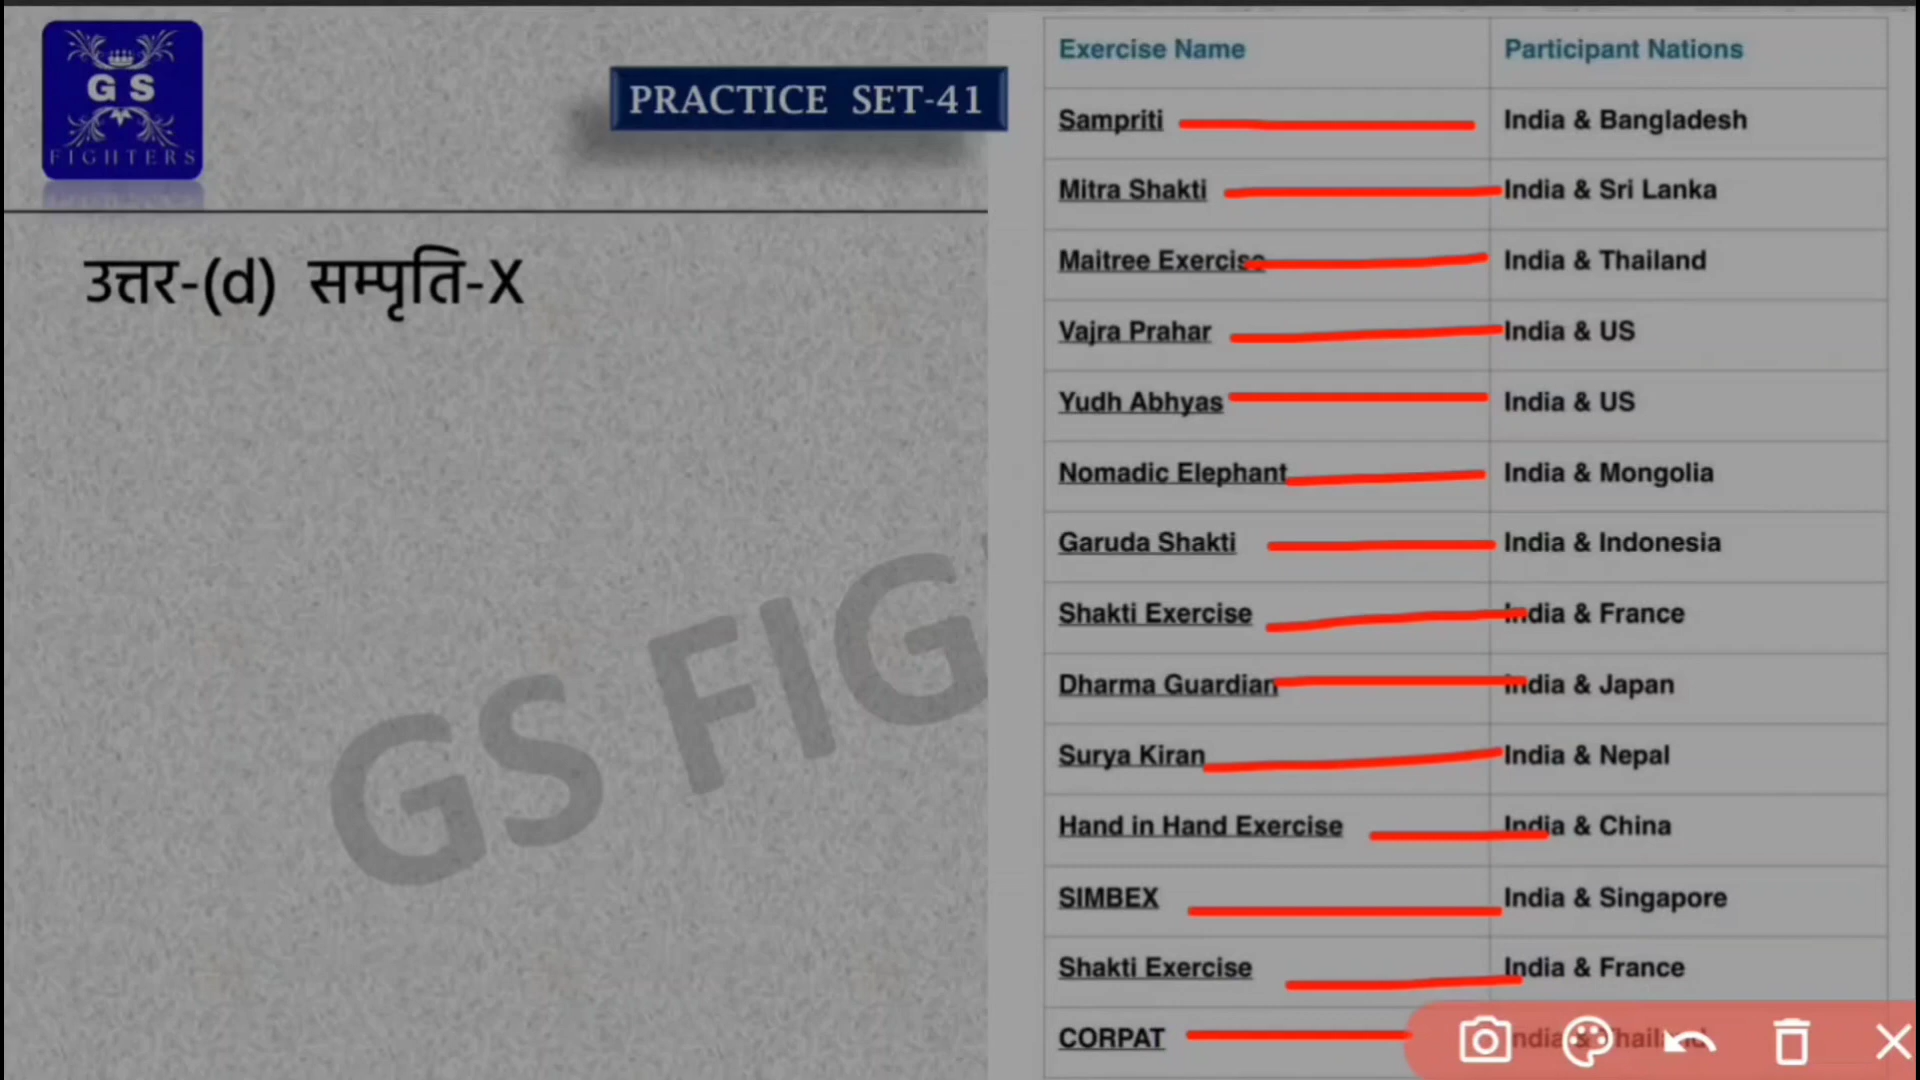 G S
FIGHTERS
PRACTICE SET-41
उत्तर-(d) सम्पृति-X
GS FIG
Exercise Name Participant Nations
Sampriti India & Bangladesh
Mitra Shakti India & Sri Lanka
Maitree Exercise India & Thailand
Vajra Prahar India & US
Yudh Abhyas India & US
Nomadic Elephant India & Mongolia
Garuda Shakti India & Indonesia
Shakti Exercise India & France
Dharma Guardian India & Japan
Surya Kiran India & Nepal
Hand in Hand Exercise India & China
SIMBEX India & Singapore
Shakti Exercise India & France
CORPAT